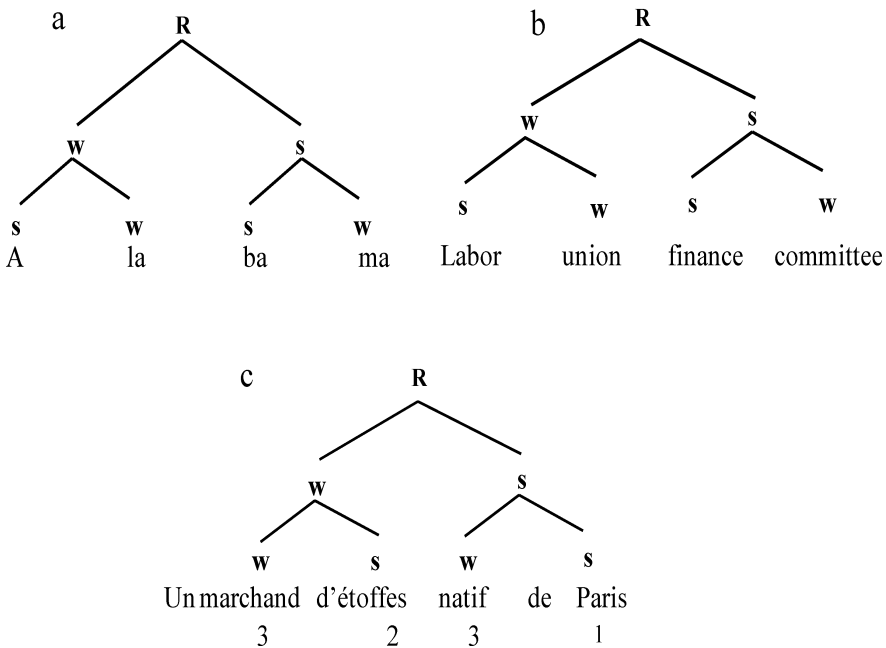 a R b R
w s w s
s w s w s w s w
A la ba ma Labor union finance committee
c R
w s
w s w s
Un marchand d'étoffes natif de Paris
3 2 3 1